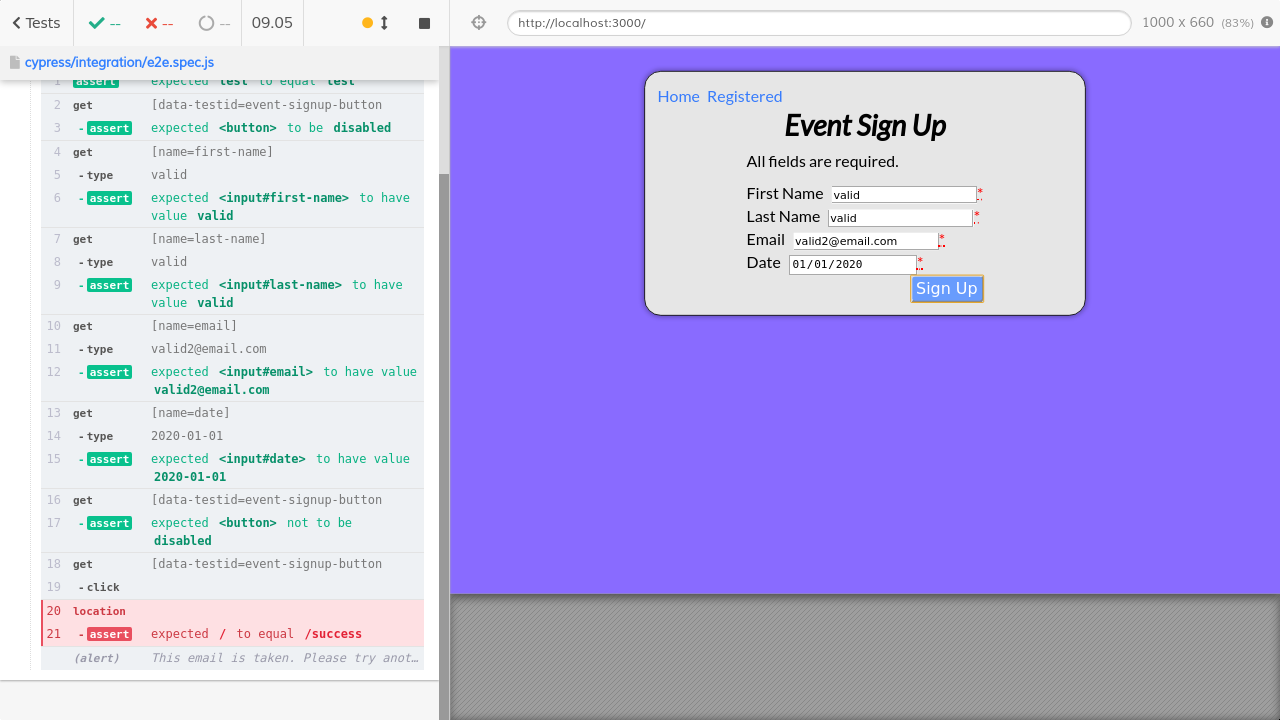 Tests
--
--
--
09.05
http://localhost:3000/
1000 x 660 (83%)
cypress/integration/e2e.spec.js
1 assert expected test to equal test
2 get [data-testid=event-signup-button
3 - assert expected <button> to be disabled
4 get [name=first-name]
5 - type valid
6 - assert expected <input#first-name> to have
value valid
7 get [name=last-name]
8 - type valid
9 - assert expected <input#last-name> to have
value valid
10 get [name=email]
11 - type valid2@email.com
12 - assert expected <input#email> to have value
valid2@email.com
13 get [name=date]
14 - type 2020-01-01
15 - assert expected <input#date> to have value
2020-01-01
16 get [data-testid=event-signup-button
17 - assert expected <button> not to be
disabled
18 get [data-testid=event-signup-button
19 - click
20 location
21 - assert expected / to equal /success
(alert) This email is taken. Please try anot…
Home Registered
Event Sign Up
All fields are required.
First Name valid *
Last Name valid *
Email valid2@email.com *
Date 01/01/2020 *
Sign Up